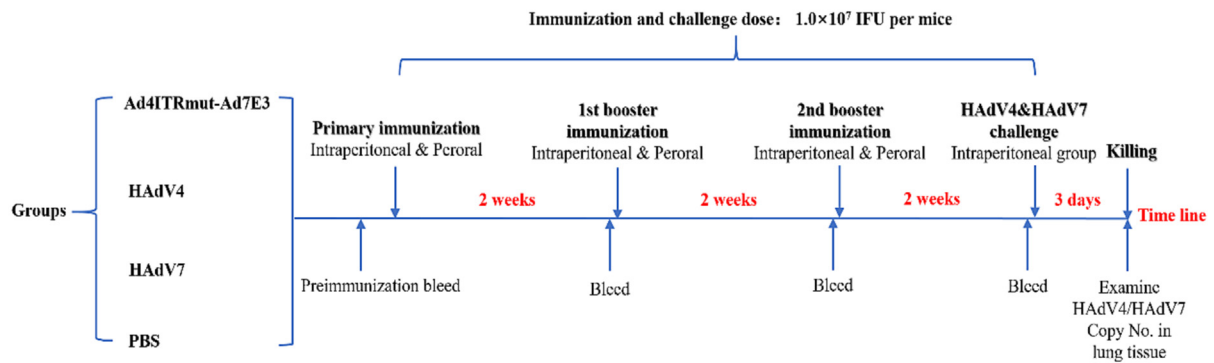 Immunization and challenge dose： 1.0×10⁷ IFU per mice
Groups
Ad4ITRmut-Ad7E3
HAdV4
HAdV7
PBS
Primary immunization
Intraperitoneal & Peroral
1st booster
immunization
Intraperitoneal & Peroral
2nd booster
immunization
Intraperitoneal & Peroral
HAdV4&HAdV7
challenge
Intraperitoneal group
Killing
2 weeks
2 weeks
2 weeks
3 days
Time line
Preimmunization bleed
Bleed
Bleed
Bleed
Examine
HAdV4/HAdV7
Copy No. in
lung tissue